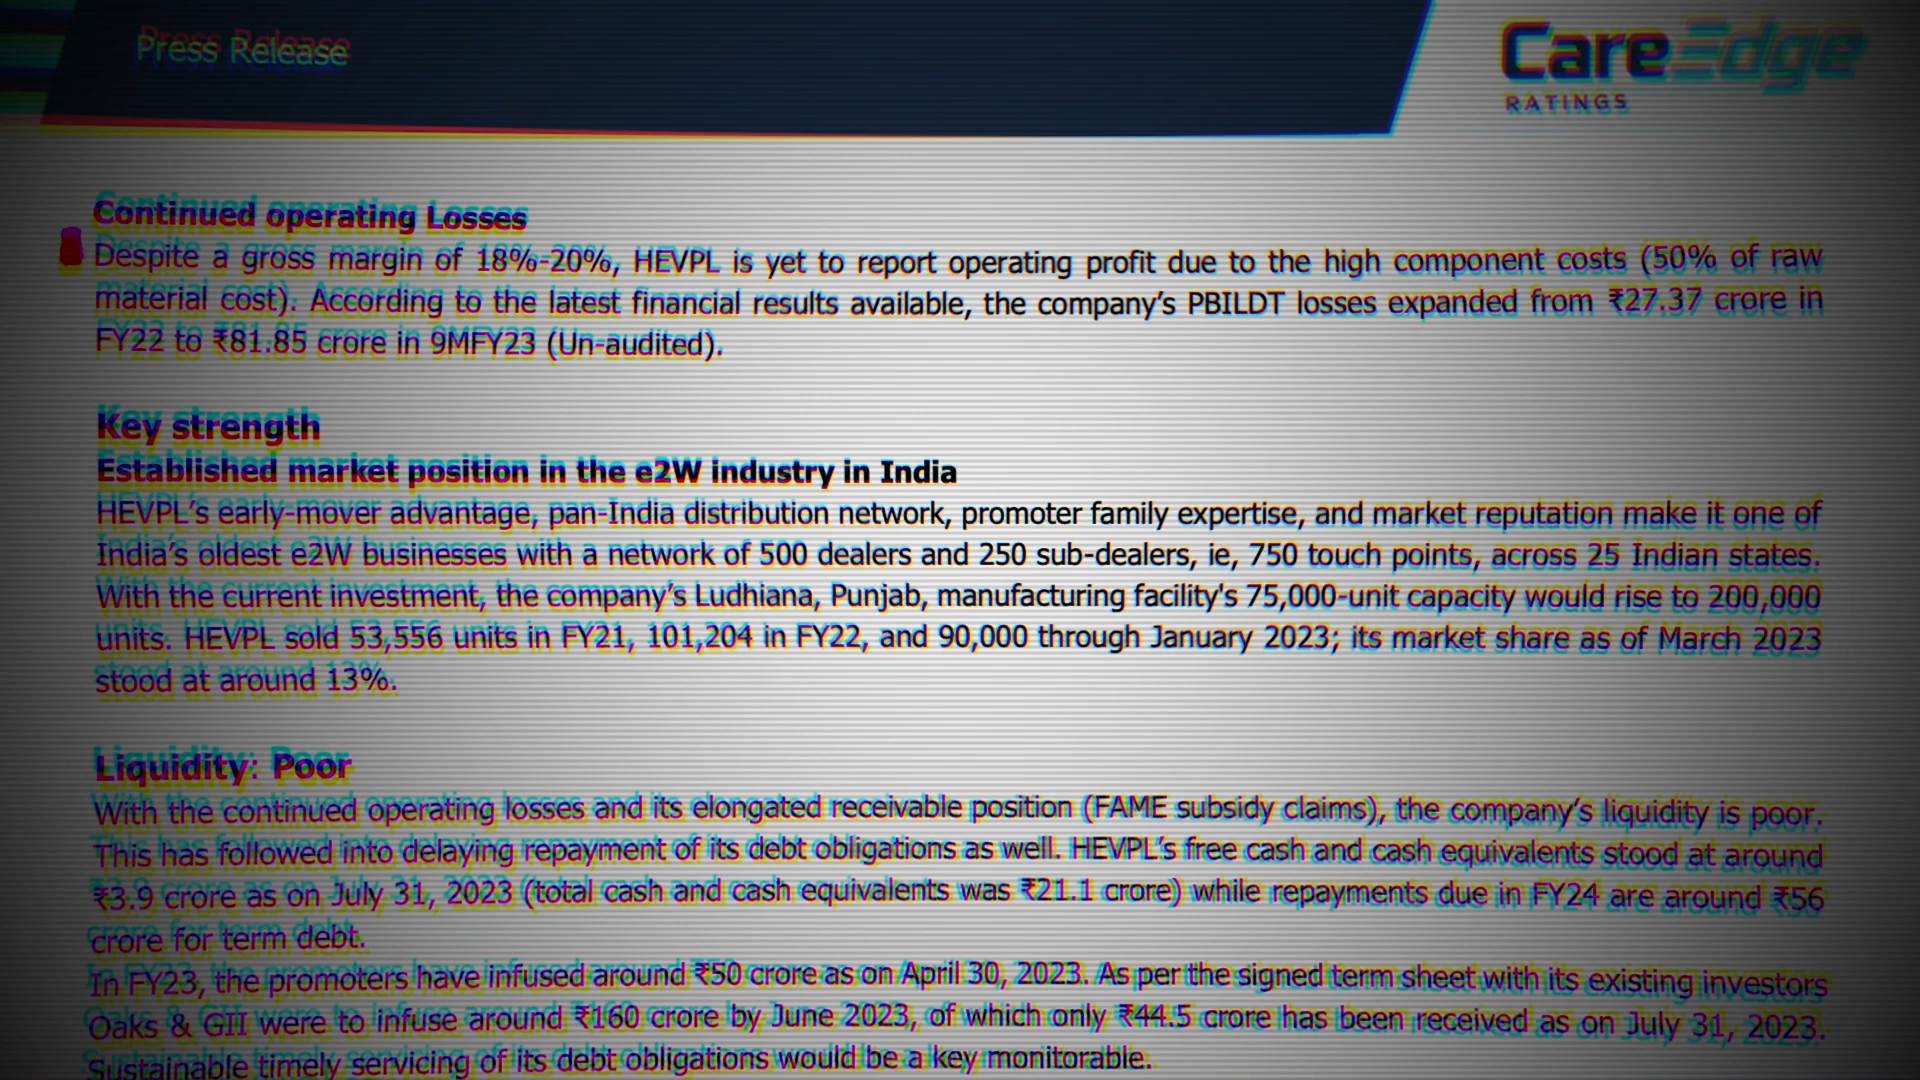 Press Release
CareEdge
RATINGS
Continued operating Losses
Despite a gross margin of 18%-20%, HEVPL is yet to report operating profit due to the high component costs (50% of raw
material cost). According to the latest financial results available, the company's PBILDT losses expanded from ₹27.37 crore in
FY22 to ₹81.85 crore in 9MFY23 (Un-audited).
Key strength
Established market position in the e2W industry in India
HEVPL's early-mover advantage, pan-India distribution network, promoter family expertise, and market reputation make it one of
India's oldest e2W businesses with a network of 500 dealers and 250 sub-dealers, ie, 750 touch points, across 25 Indian states.
With the current investment, the company's Ludhiana, Punjab, manufacturing facility's 75,000-unit capacity would rise to 200,000
units. HEVPL sold 53,556 units in FY21, 101,204 in FY22, and 90,000 through January 2023; its market share as of March 2023
stood at around 13%.
Liquidity: Poor
With the continued operating losses and its elongated receivable position (FAME subsidy claims), the company's liquidity is poor.
This has followed into delaying repayment of its debt obligations as well. HEVPL's free cash and cash equivalents stood at around
₹3.9 crore as on July 31, 2023 (total cash and cash equivalents was ₹21.1 crore) while repayments due in FY24 are around ₹56
crore for term debt.
In FY23, the promoters have infused around ₹50 crore as on April 30, 2023. As per the signed term sheet with its existing investors
Oaks & GII were to infuse around ₹160 crore by June 2023, of which only ₹44.5 crore has been received as on July 31, 2023.
Sustainable timely servicing of its debt obligations would be a key monitorable.